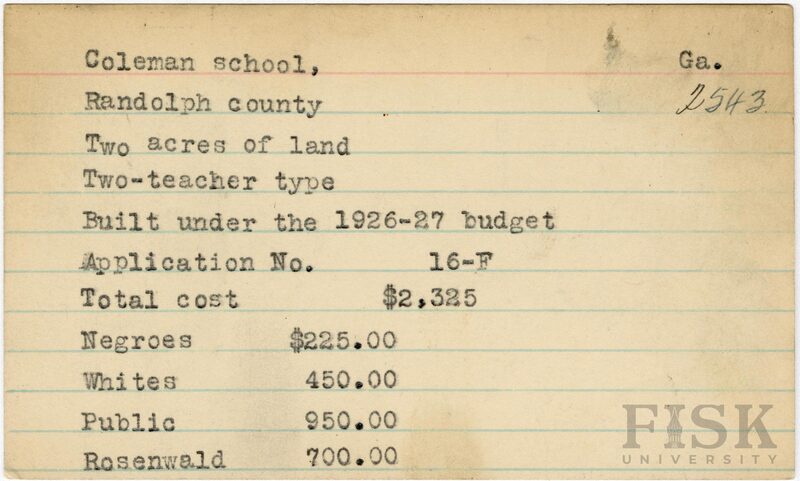 Coleman school, Ga.
Randolph county 2543
Two acres of land
Two-teacher type
Built under the 1926-27 budget
Application No. 16-F
Total cost $2,325
Negroes $225.00
Whites 450.00
Public 950.00
Rosenwald 700.00
FISK
UNIVERSITY